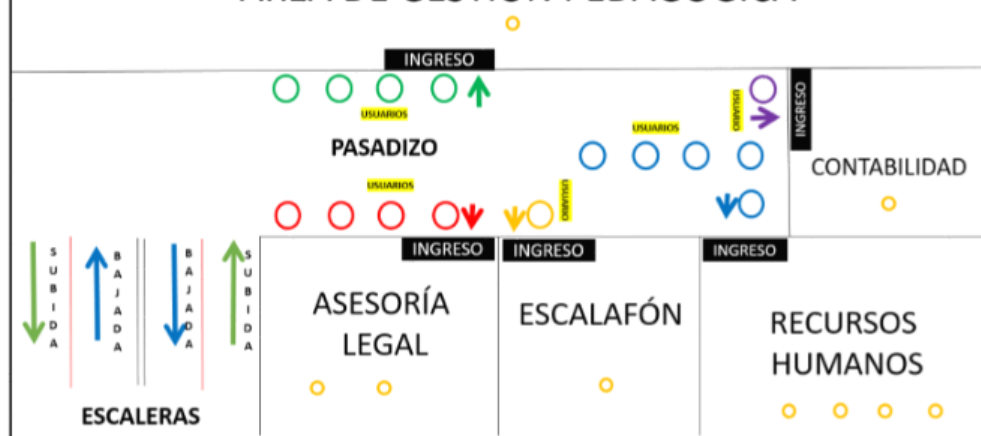 INGRESO
USUARIOS
PASADIZO
USUARIOS
USUARIO
USUARIOS
USUARIO
INGRESO
CONTABILIDAD
INGRESO
INGRESO
INGRESO
SUBIDA
BAJADA
BAJADA
SUBIDA
ESCALERAS
ASESORÍA
LEGAL
ESCALAFÓN
RECURSOS
HUMANOS